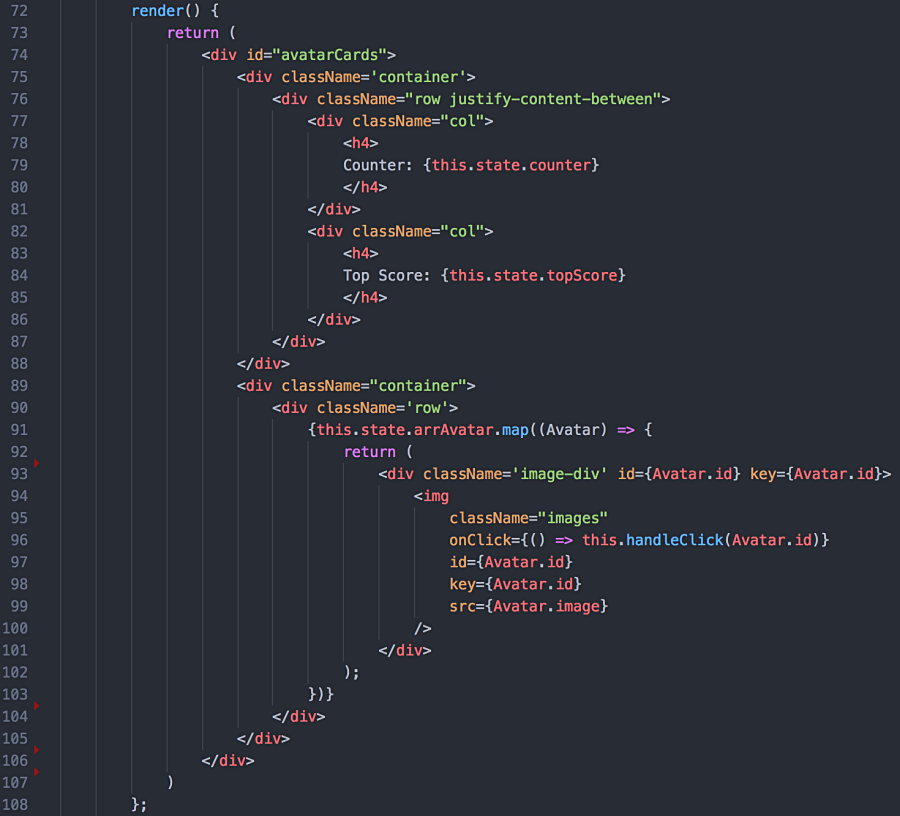 72 render() {
73 return (
74 <div id="avatarCards">
75 <div className='container'>
76 <div className="row justify-content-between">
77 <div className="col">
78 <h4>
79 Counter: {this.state.counter}
80 </h4>
81 </div>
82 <div className="col">
83 <h4>
84 Top Score: {this.state.topScore}
85 </h4>
86 </div>
87 </div>
88 </div>
89 <div className="container">
90 <div className='row'>
91 {this.state.arrAvatar.map((Avatar) => {
92 return (
93 <div className='image-div' id={Avatar.id} key={Avatar.id}>
94 <img
95 className="images"
96 onClick={() => this.handleClick(Avatar.id)}
97 id={Avatar.id}
98 key={Avatar.id}
99 src={Avatar.image}
100 />
101 </div>
102 );
103 })}
104 </div>
105 </div>
106 </div>
107 )
108 };